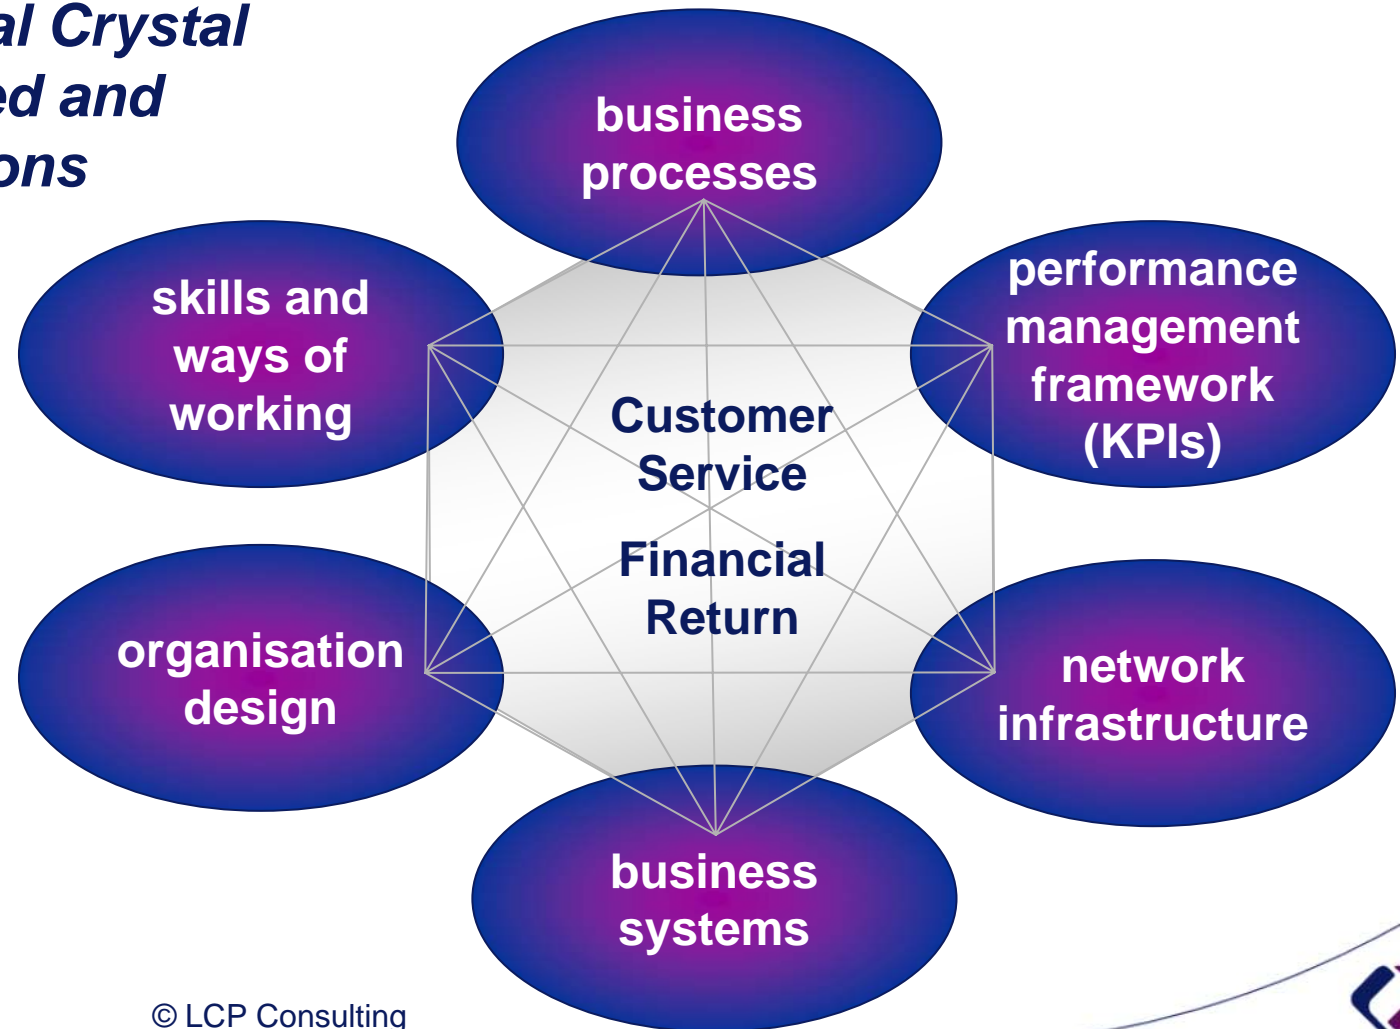 al Crystal
ed and
ons
business
processes
skills and
ways of
working
performance
management
framework
(KPIs)
Customer
Service
Financial
Return
organisation
design
network
infrastructure
business
systems
© LCP Consulting